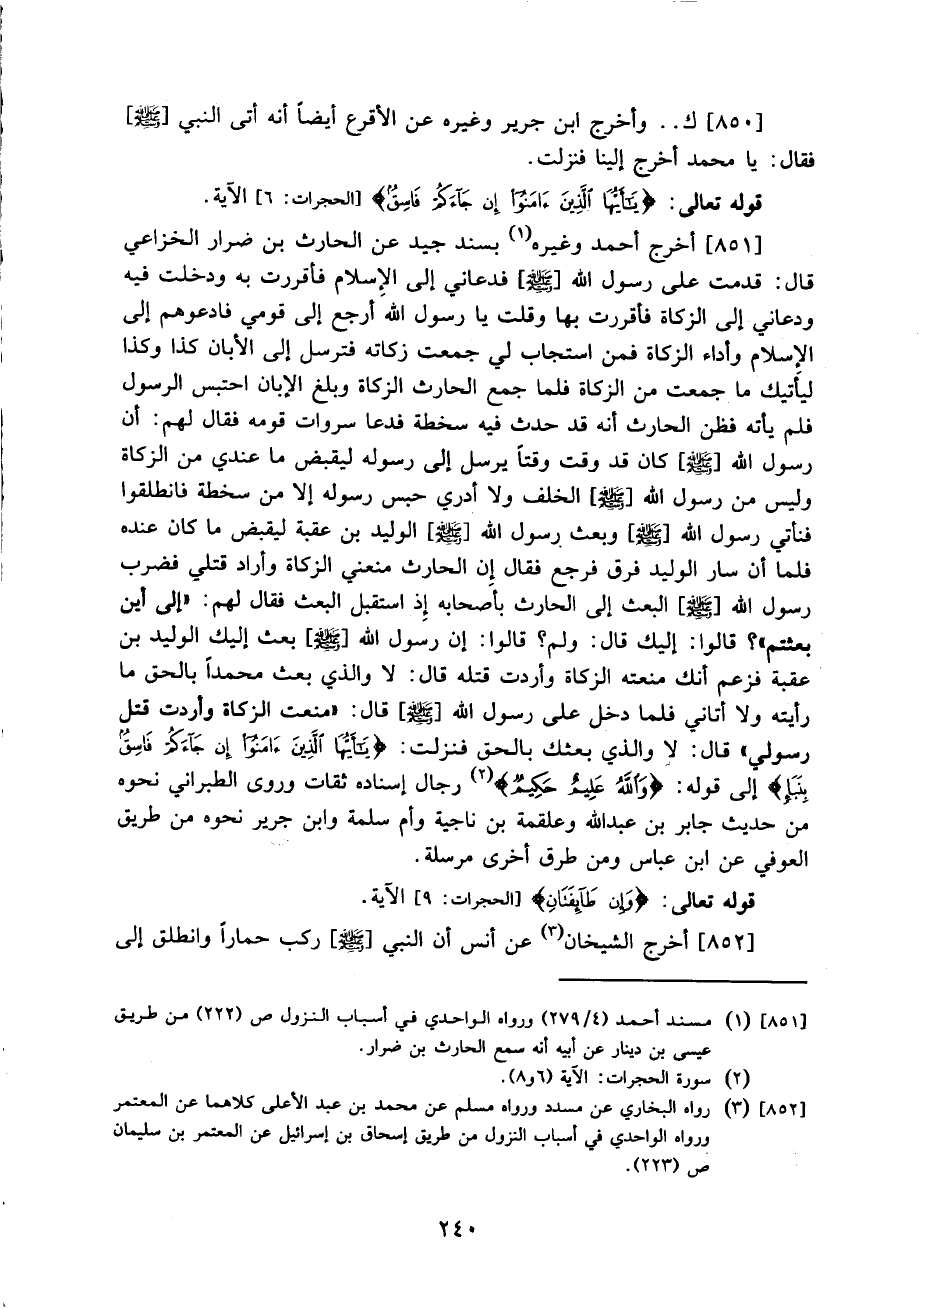 [٨٥٠] ك.. وأخرج ابن جرير وغيره عن الأقرع أيضاً أنه أتى النبي [ﷺ]
فقال: يا محمد أخرج إلينا فنزلت.
قوله تعالى: ﴿يَٰٓأَيُّهَا ٱلَّذِينَ ءَامَنُوٓا۟ إِن جَآءَكُمْ فَاسِقٌۢ﴾ [الحجرات: ٦] الآية.
[٨٥١] أخرج أحمد وغيره(١) بسند جيد عن الحارث بن ضرار الخزاعي
قال: قدمت على رسول الله [ﷺ] فدعاني إلى الإسلام فأقررت به ودخلت فيه
ودعاني إلى الزكاة فأقررت بها وقلت يا رسول الله أرجع إلى قومي فادعوهم إلى
الإسلام وأداء الزكاة فمن استجاب لي جمعت زكاته فترسل إلى الأبان كذا وكذا
ليأتيك ما جمعت من الزكاة فلما جمع الحارث الزكاة وبلغ الإبان احتبس الرسول
فلم يأته فظن الحارث أنه قد حدث فيه سخطة فدعا سروات قومه فقال لهم: أن
رسول الله [ﷺ] كان قد وقت وقتاً يرسل إلى رسوله ليقبض ما عندي من الزكاة
وليس من رسول الله [ﷺ] الخلف ولا أدري حبس رسوله إلا من سخطة فانطلقوا
فنأتي رسول الله [ﷺ] وبعث رسول الله [ﷺ] الوليد بن عقبة ليقبض ما كان عنده
فلما أن سار الوليد فرق فرجع فقال إن الحارث منعني الزكاة وأراد قتلي فضرب
رسول الله [ﷺ] البعث إلى الحارث بأصحابه إذ استقبل البعث فقال لهم: «إلى أين
بعثتم»؟ قالوا: إليك قال: ولم؟ قالوا: إن رسول الله [ﷺ] بعث إليك الوليد بن
عقبة فزعم أنك منعته الزكاة وأردت قتله قال: لا والذي بعث محمداً بالحق ما
رأيته ولا أتاني فلما دخل على رسول الله [ﷺ] قال: «منعت الزكاة وأردت قتل
رسولي» قال: لا والذي بعثك بالحق فنزلت: ﴿يَٰٓأَيُّهَا ٱلَّذِينَ ءَامَنُوٓا۟ إِن جَآءَكُمْ فَاسِقٌۢ
بِنَبَإٍ﴾ إلى قوله: ﴿وَٱللَّهُ عَلِيمٌ حَكِيمٌ﴾(٢) رجال إسناده ثقات وروى الطبراني نحوه
من حديث جابر بن عبدالله وعلقمة بن ناجية وأم سلمة وابن جرير نحوه من طريق
العوفي عن ابن عباس ومن طرق أخرى مرسلة.
قوله تعالى: ﴿وَإِن طَآئِفَتَانِ﴾ [الحجرات: ٩] الآية.
[٨٥٢] أخرج الشيخان(٣) عن أنس أن النبي [ﷺ] ركب حماراً وانطلق إلى
[٨٥١] (١) مسند أحمد (٢٧٩/٤) ورواه الواحدي في أسباب النزول ص (٢٢٢) من طريق
عيسى بن دينار عن أبيه أنه سمع الحارث بن ضرار.
(٢) سورة الحجرات: الآية (٦و٨).
[٨٥٢] (٣) رواه البخاري عن مسدد ورواه مسلم عن محمد بن عبد الأعلى كلاهما عن المعتمر
ورواه الواحدي في أسباب النزول من طريق إسحاق بن إسرائيل عن المعتمر بن سليمان
ص (٢٢٣).
٢٤٠